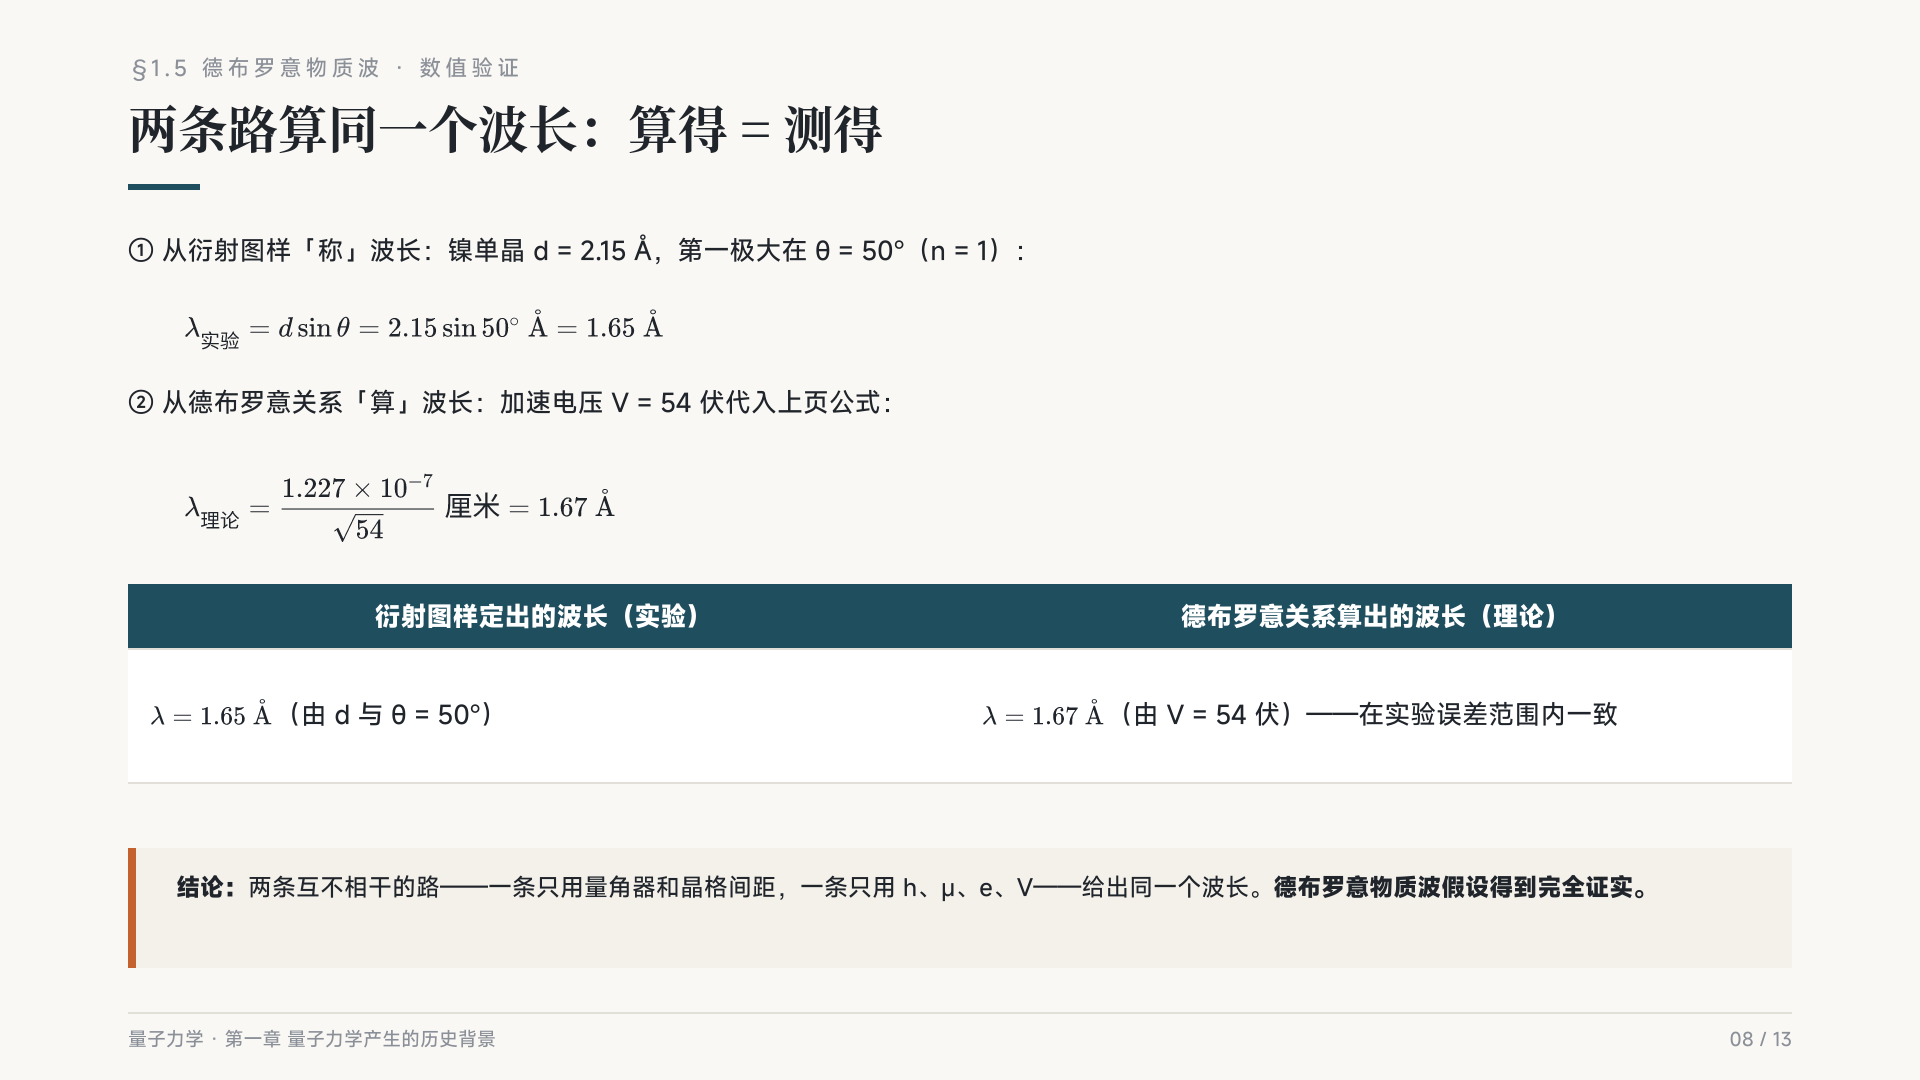 §1.5 德布罗意物质波 · 数值验证
两条路算同一个波长：算得 = 测得
① 从衍射图样「称」波长：镍单晶 d = 2.15 Å，第一极大在 θ = 50°（n = 1）：
λ实验 = d sin θ = 2.15 sin 50° Å = 1.65 Å
② 从德布罗意关系「算」波长：加速电压 V = 54 伏代入上页公式：
λ理论 = 1.227 × 10⁻⁷ / √54 厘米 = 1.67 Å
衍射图样定出的波长（实验） 德布罗意关系算出的波长（理论）
λ = 1.65 Å（由 d 与 θ = 50°） λ = 1.67 Å（由 V = 54 伏）——在实验误差范围内一致
结论：两条互不相干的路——一条只用量角器和晶格间距，一条只用 h、μ、e、V——给出同一个波长。德布罗意物质波假设得到完全证实。
量子力学 · 第一章 量子力学产生的历史背景 08 / 13